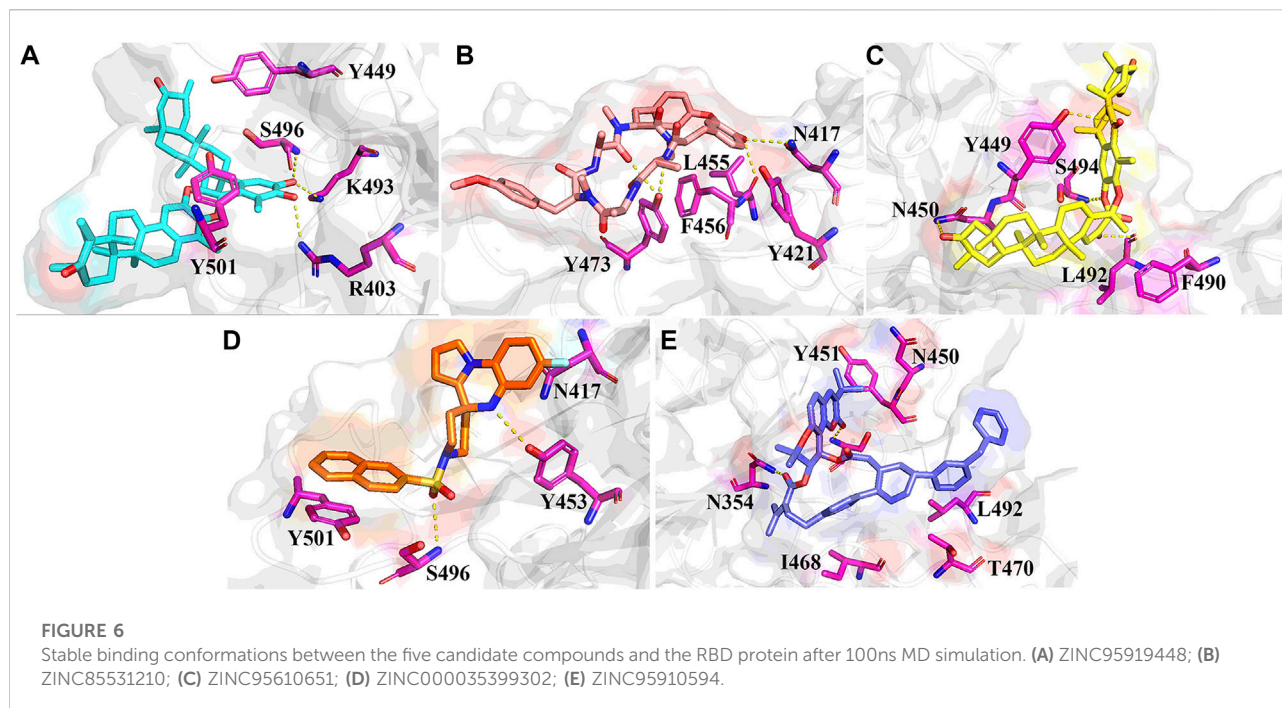 A
Y449
S496
K493
Y501
R403
B
N417
L455
F456
Y473
Y421
C
Y449
S494
N450
L492
F490
D
N417
Y453
Y501
S496
E
Y451
N450
N354
L492
I468
T470
FIGURE 6
Stable binding conformations between the five candidate compounds and the RBD protein after 100ns MD simulation. (A) ZINC95919448; (B)
ZINC85531210; (C) ZINC95610651; (D) ZINC000035399302; (E) ZINC95910594.